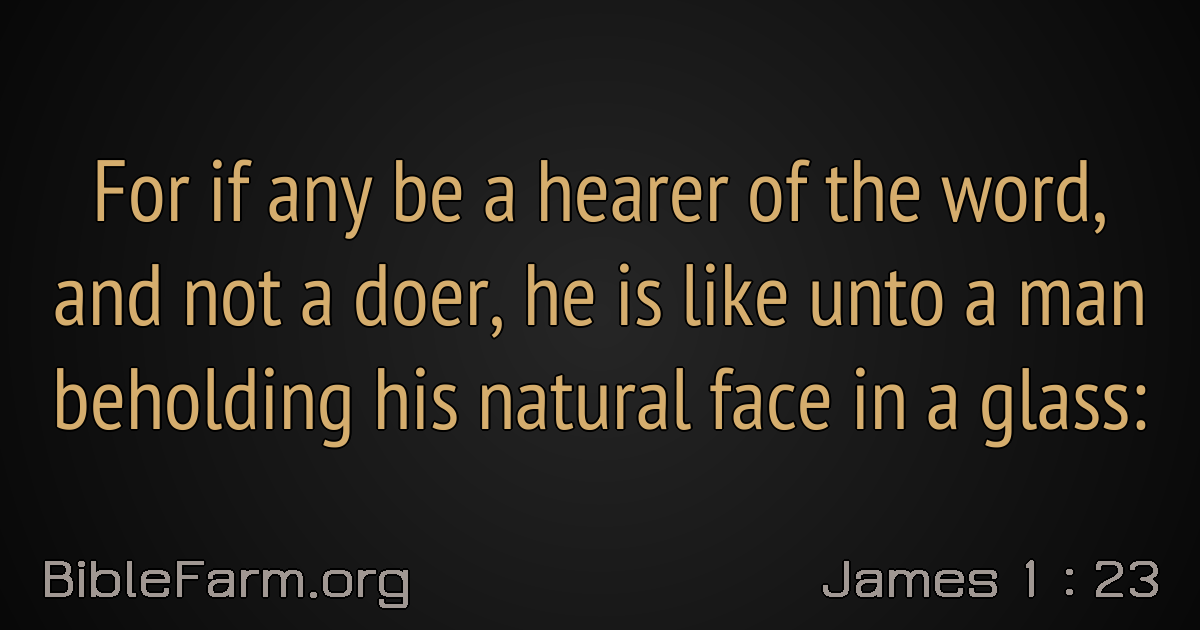 For if any be a hearer of the word,
and not a doer, he is like unto a man
beholding his natural face in a glass:
BibleFarm.org
James 1 : 23